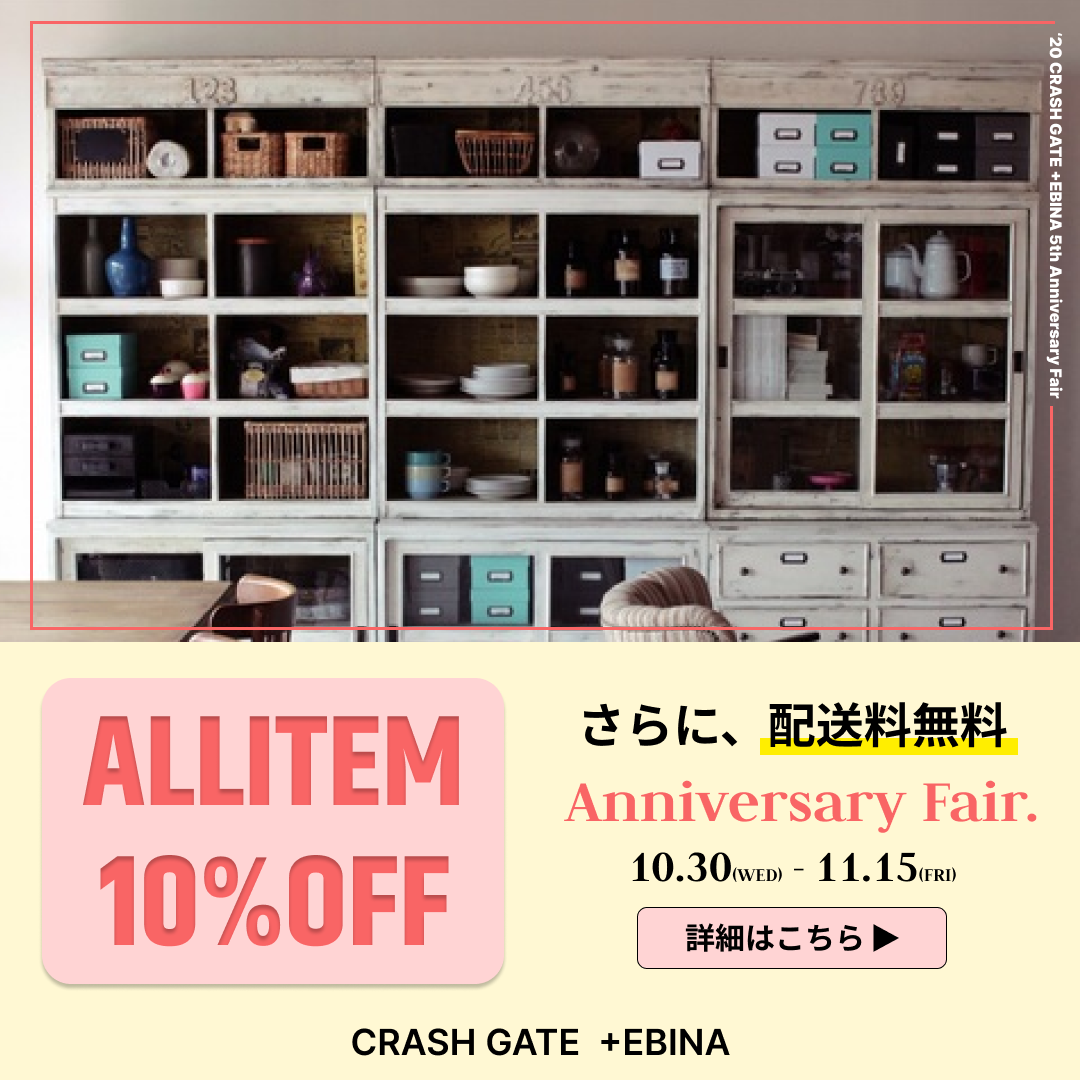 '20 CRASH GATE +EBINA 5th Anniversary Fair
123
456
789
ALLITEM
10%OFF
さらに、配送料無料
Anniversary Fair.
10.30(WED) - 11.15(FRI)
詳細はこちら ▶
CRASH GATE +EBINA